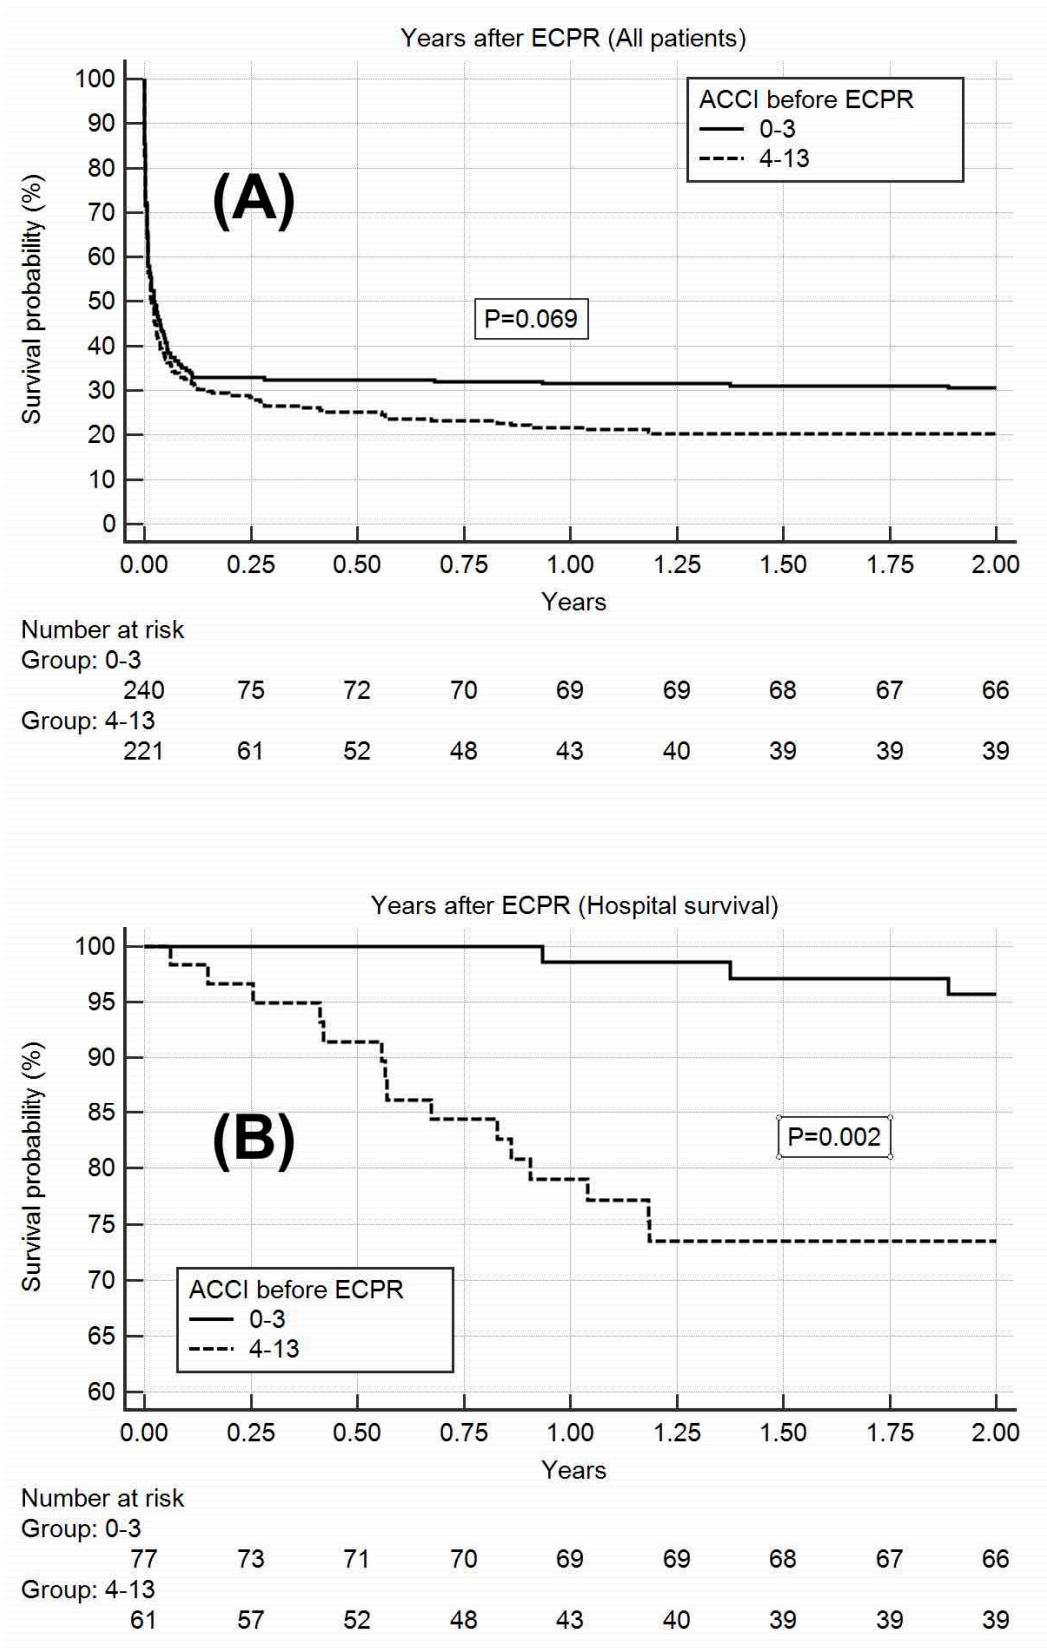 Years after ECPR (All patients)
100
90
80
70
60
50
40
30
20
10
0
Survival probability (%)
(A)
ACCI before ECPR
0-3
4-13
P=0.069
0.00 0.25 0.50 0.75 1.00 1.25 1.50 1.75 2.00
Years
Number at risk
Group: 0-3
240 75 72 70 69 69 68 67 66
Group: 4-13
221 61 52 48 43 40 39 39 39
Years after ECPR (Hospital survival)
100
95
90
85
80
75
70
65
60
Survival probability (%)
(B)
P=0.002
ACCI before ECPR
0-3
4-13
0.00 0.25 0.50 0.75 1.00 1.25 1.50 1.75 2.00
Years
Number at risk
Group: 0-3
77 73 71 70 69 69 68 67 66
Group: 4-13
61 57 52 48 43 40 39 39 39